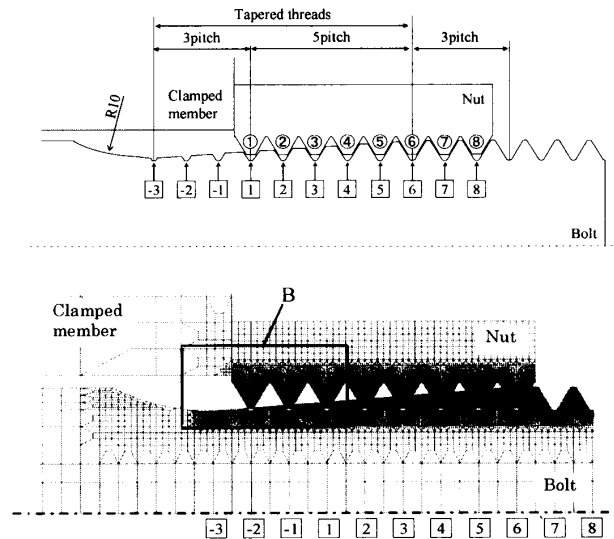 Tapered threads
3pitch 5pitch 3pitch
R10
Clamped
member
Nut
① ② ③ ④ ⑤ ⑥ ⑦ ⑧
-3 -2 -1 1 2 3 4 5 6 7 8
Bolt
B
Clamped
member
Nut
Bolt
-3 -2 -1 1 2 3 4 5 6 7 8